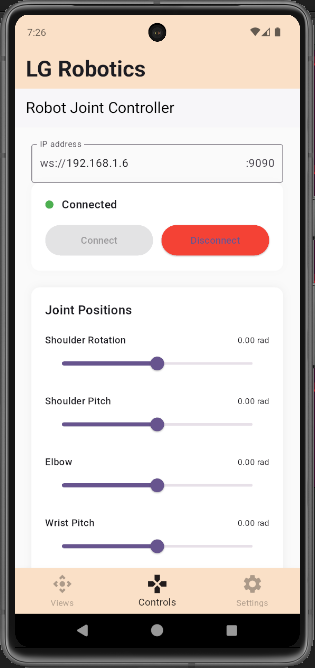 7:26
LG Robotics
Robot Joint Controller
IP address
ws://192.168.1.6 :9090
Connected
Connect Disconnect
Joint Positions
Shoulder Rotation 0.00 rad
Shoulder Pitch 0.00 rad
Elbow 0.00 rad
Wrist Pitch 0.00 rad
Views Controls Settings